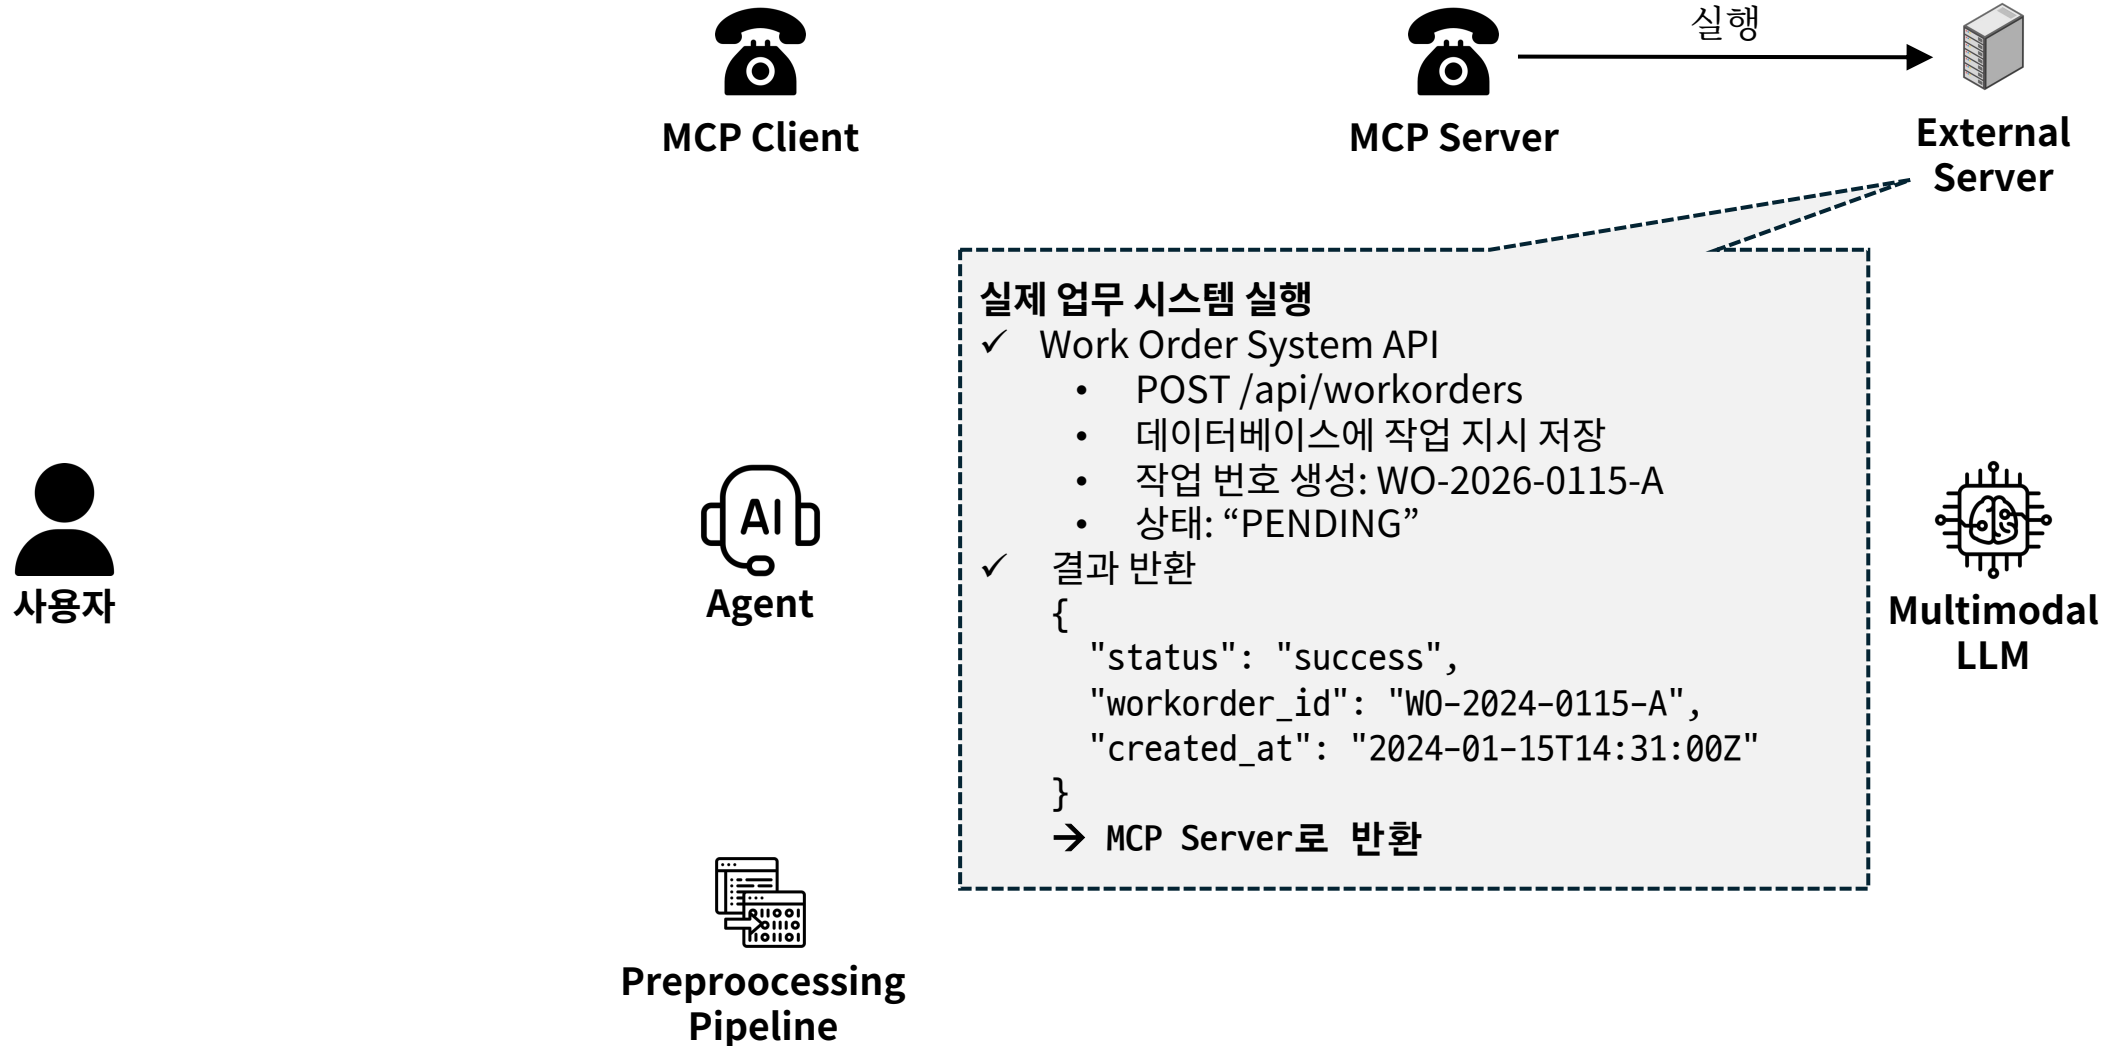 실행
MCP Client
MCP Server
External
Server
실제 업무 시스템 실행
✓ Work Order System API
• POST /api/workorders
• 데이터베이스에 작업 지시 저장
• 작업 번호 생성: WO-2026-0115-A
• 상태: “PENDING”
✓ 결과 반환
{
"status": "success",
"workorder_id": "WO-2024-0115-A",
"created_at": "2024-01-15T14:31:00Z"
}
→ MCP Server로 반환
사용자
AI
Agent
Multimodal
LLM
Preproocessing
Pipeline